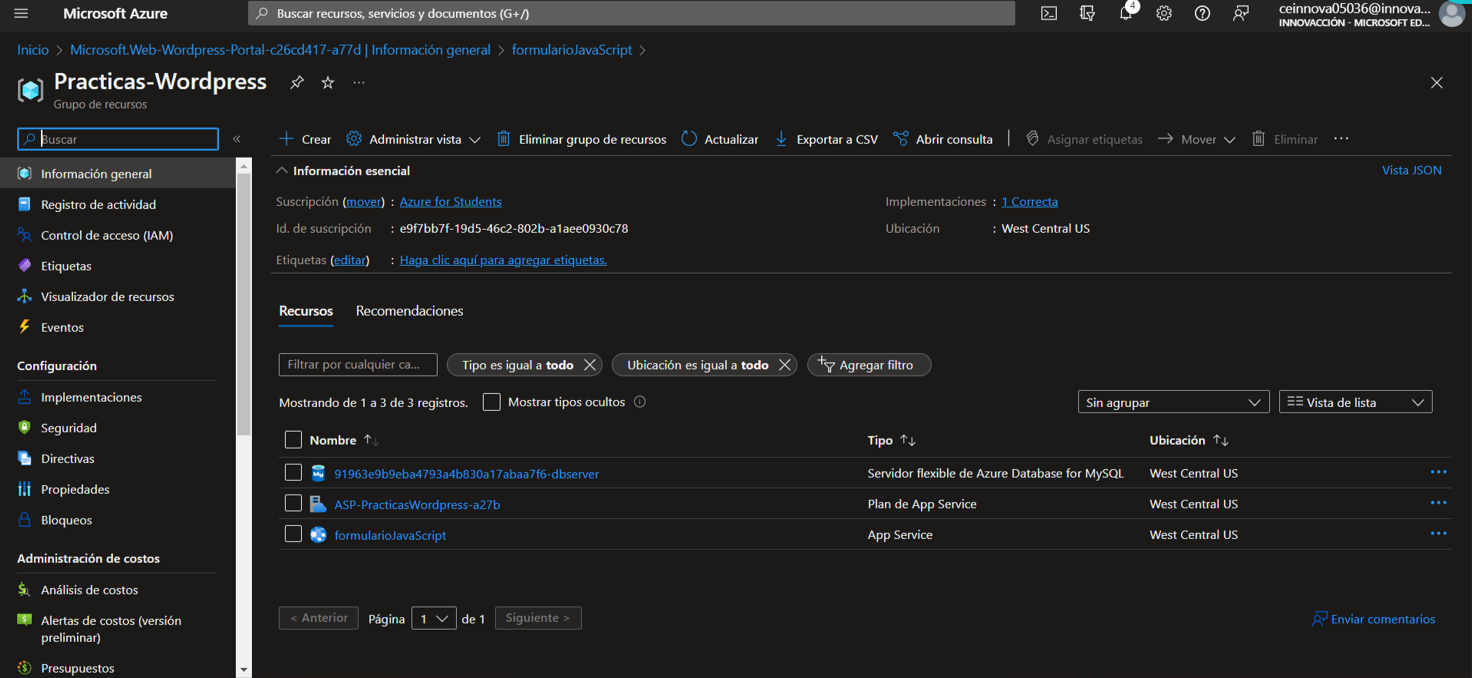 Microsoft Azure
Buscar recursos, servicios y documentos (G+/)
4
ceinnova05036@innova...
INNOVACCIÓN - MICROSOFT ED...
Inicio > Microsoft.Web-Wordpress-Portal-c26cd417-a77d | Información general > formularioJavaScript >
Practicas-Wordpress
Grupo de recursos
Buscar
«
Crear
Administrar vista
Eliminar grupo de recursos
Actualizar
Exportar a CSV
Abrir consulta
Asignar etiquetas
Mover
Eliminar
Información general
Registro de actividad
Control de acceso (IAM)
Etiquetas
Visualizador de recursos
Eventos
Configuración
Implementaciones
Seguridad
Directivas
Propiedades
Bloqueos
Administración de costos
Análisis de costos
Alertas de costos (versión
preliminar)
Presupuestos
Información esencial
Vista JSON
Suscripción (mover) : Azure for Students
Implementaciones : 1 Correcta
Id. de suscripción : e9f7bb7f-19d5-46c2-802b-a1aee0930c78
Ubicación : West Central US
Etiquetas (editar) : Haga clic aquí para agregar etiquetas.
Recursos Recomendaciones
Filtrar por cualquier ca...
Tipo es igual a todo
Ubicación es igual a todo
Agregar filtro
Mostrando de 1 a 3 de 3 registros.
Mostrar tipos ocultos
Sin agrupar
Vista de lista
Nombre ↑↓ Tipo ↑↓ Ubicación ↑↓
91963e9b9eba4793a4b830a17abaa7f6-dbserver Servidor flexible de Azure Database for MySQL West Central US
ASP-PracticasWordpress-a27b Plan de App Service West Central US
formularioJavaScript App Service West Central US
< Anterior Página 1 de 1 Siguiente >
Enviar comentarios